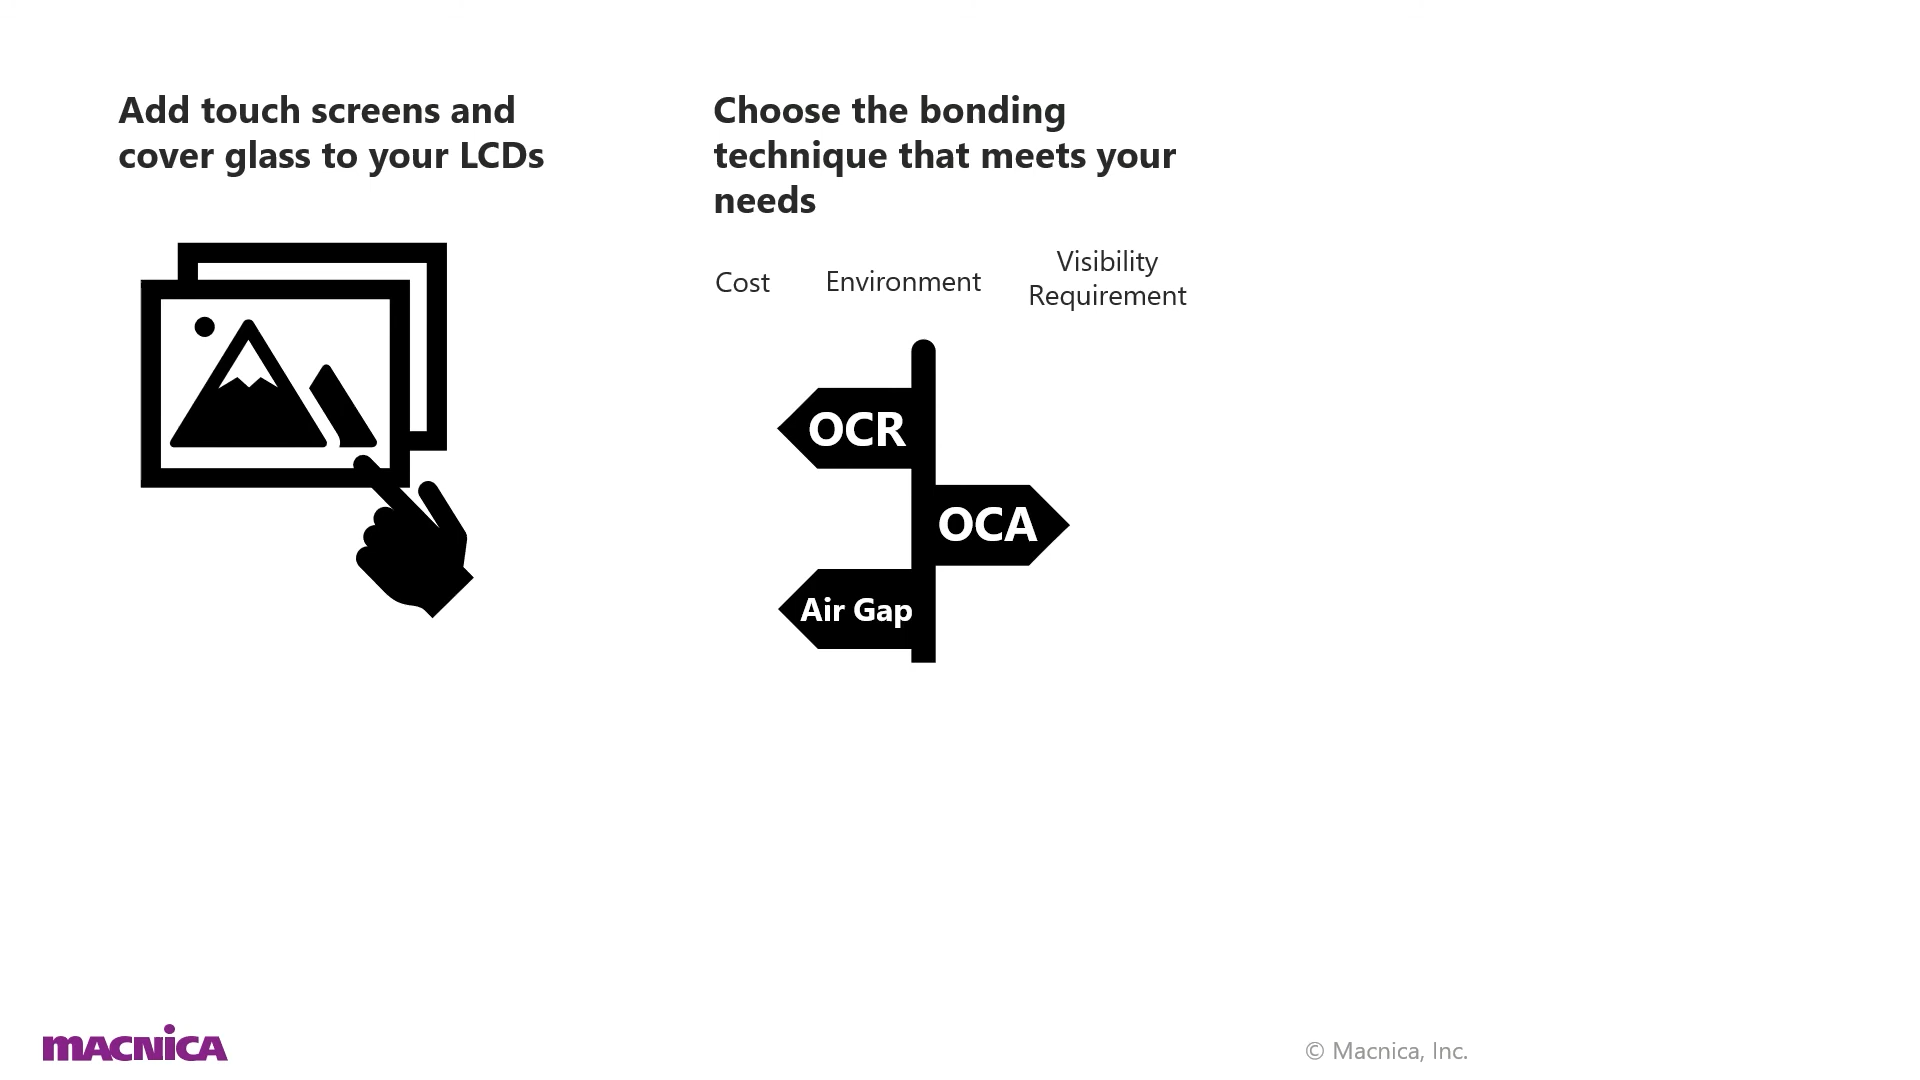 Add touch screens and
cover glass to your LCDs
Choose the bonding
technique that meets your
needs
Cost
Environment
Visibility
Requirement
OCR
OCA
Air Gap
MACNiCA
© Macnica, Inc.